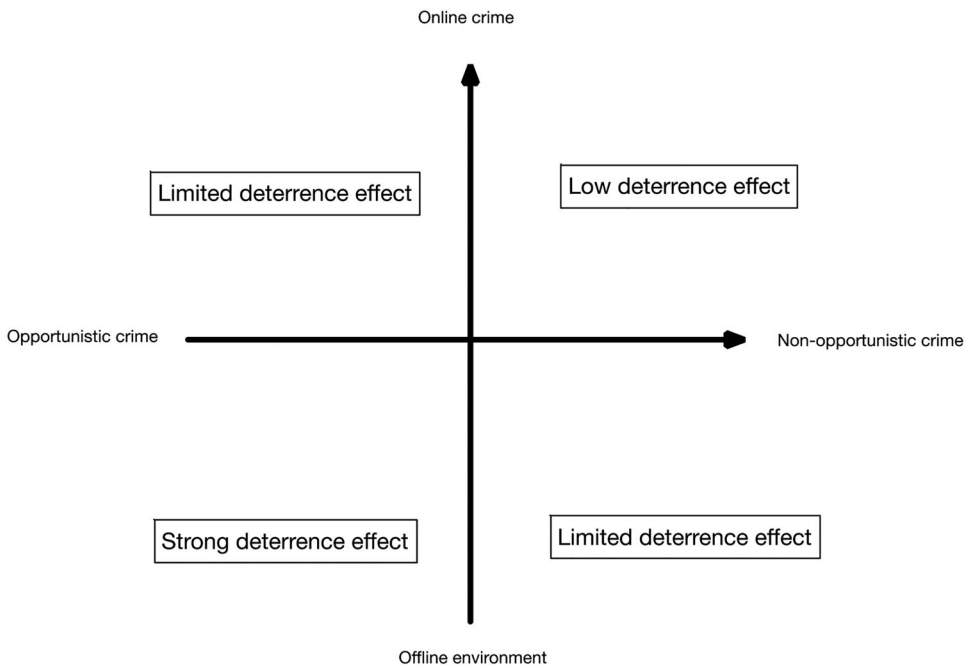 Online crime
Limited deterrence effect
Low deterrence effect
Opportunistic crime
Non-opportunistic crime
Strong deterrence effect
Limited deterrence effect
Offline environment